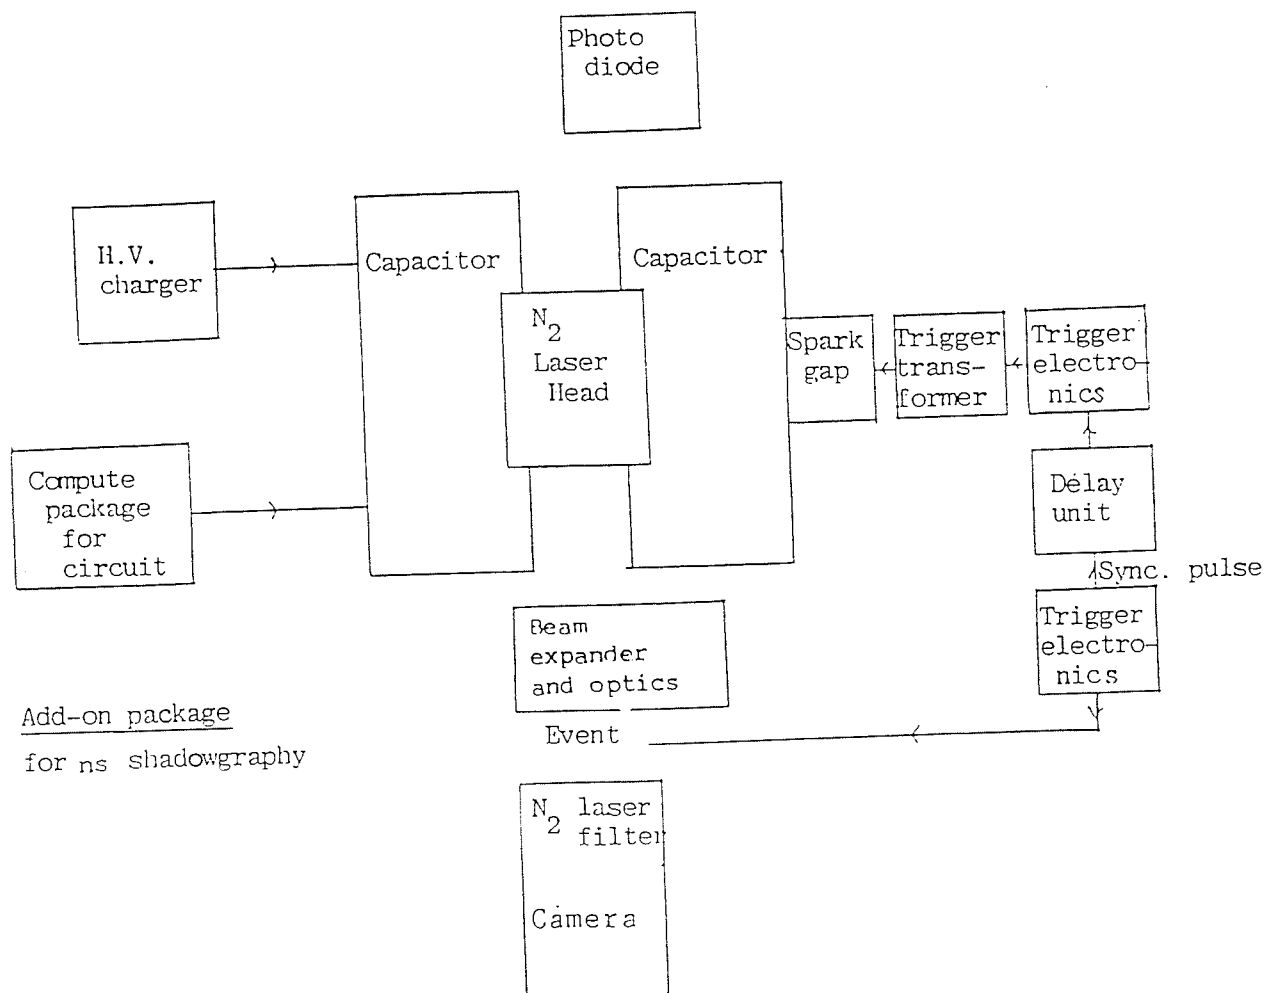 Photo
diode
H.V.
charger
Capacitor
Capacitor
N2
Laser
Head
Spark
gap
Trigger
trans-
former
Trigger
electro-
nics
Compute
package
for
circuit
Delay
unit
Sync. pulse
Trigger
electro-
nics
Beam
expander
and optics
Event
Add-on package
for ns shadowgraphy
N2 laser
filter
Camera